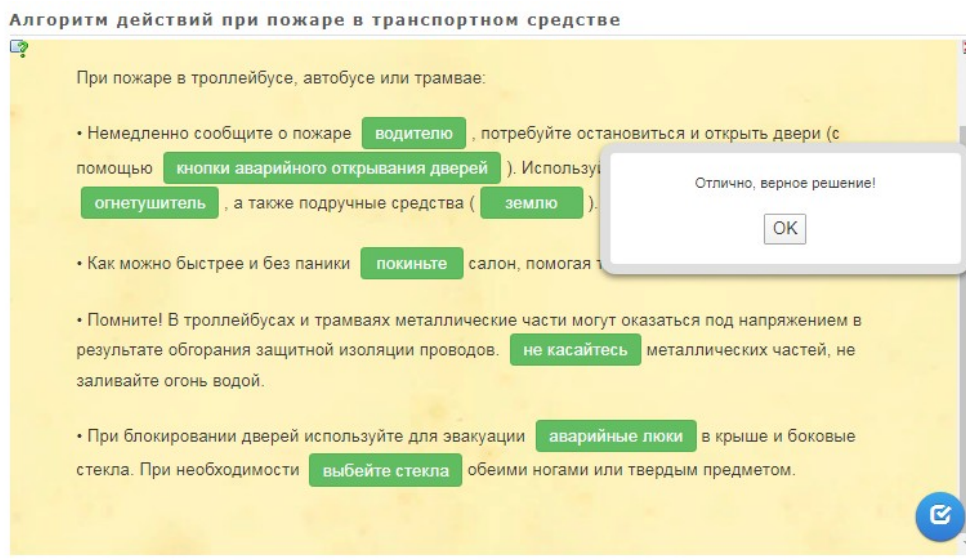 Алгоритм действий при пожаре в транспортном средстве
При пожаре в троллейбусе, автобусе или трамвае:
• Немедленно сообщите о пожаре водителю , потребуйте остановиться и открыть двери (с
помощью кнопки аварийного открывания дверей ).
огнетушитель , а также подручные средства ( землю ).
Отлично, верное решение!
OK
• Как можно быстрее и без паники покиньте салон, помогая
• Помните! В троллейбусах и трамваях металлические части могут оказаться под напряжением в
результате обгорания защитной изоляции проводов. не касайтесь металлических частей, не
заливайте огонь водой.
• При блокировании дверей используйте для эвакуации аварийные люки в крыше и боковые
стекла. При необходимости выбейте стекла обеими ногами или твердым предметом.